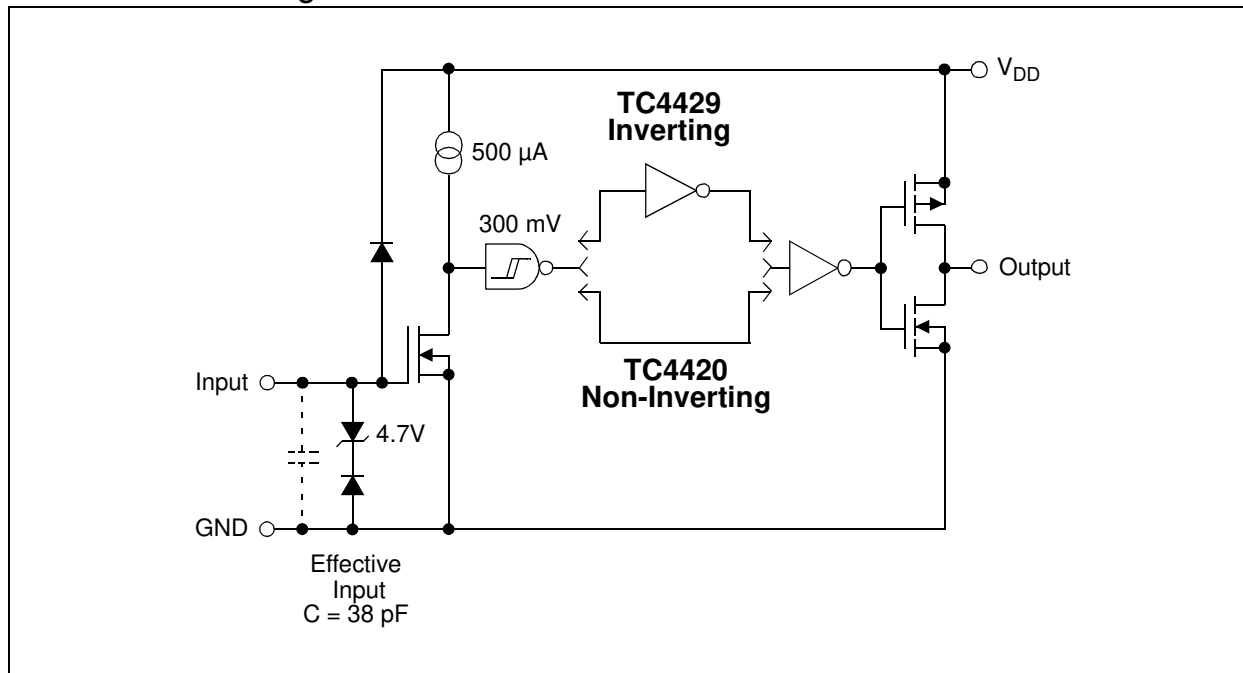 V_DD
TC4429
Inverting
500 µA
300 mV
Output
TC4420
Non-Inverting
Input
4.7V
GND
Effective
Input
C = 38 pF